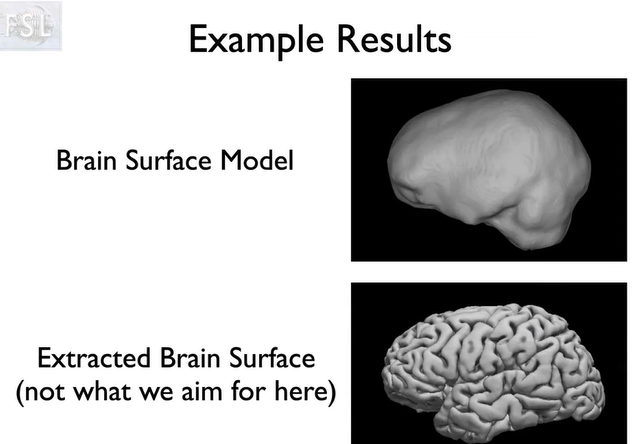 FSL
Example Results
Brain Surface Model
Extracted Brain Surface
(not what we aim for here)